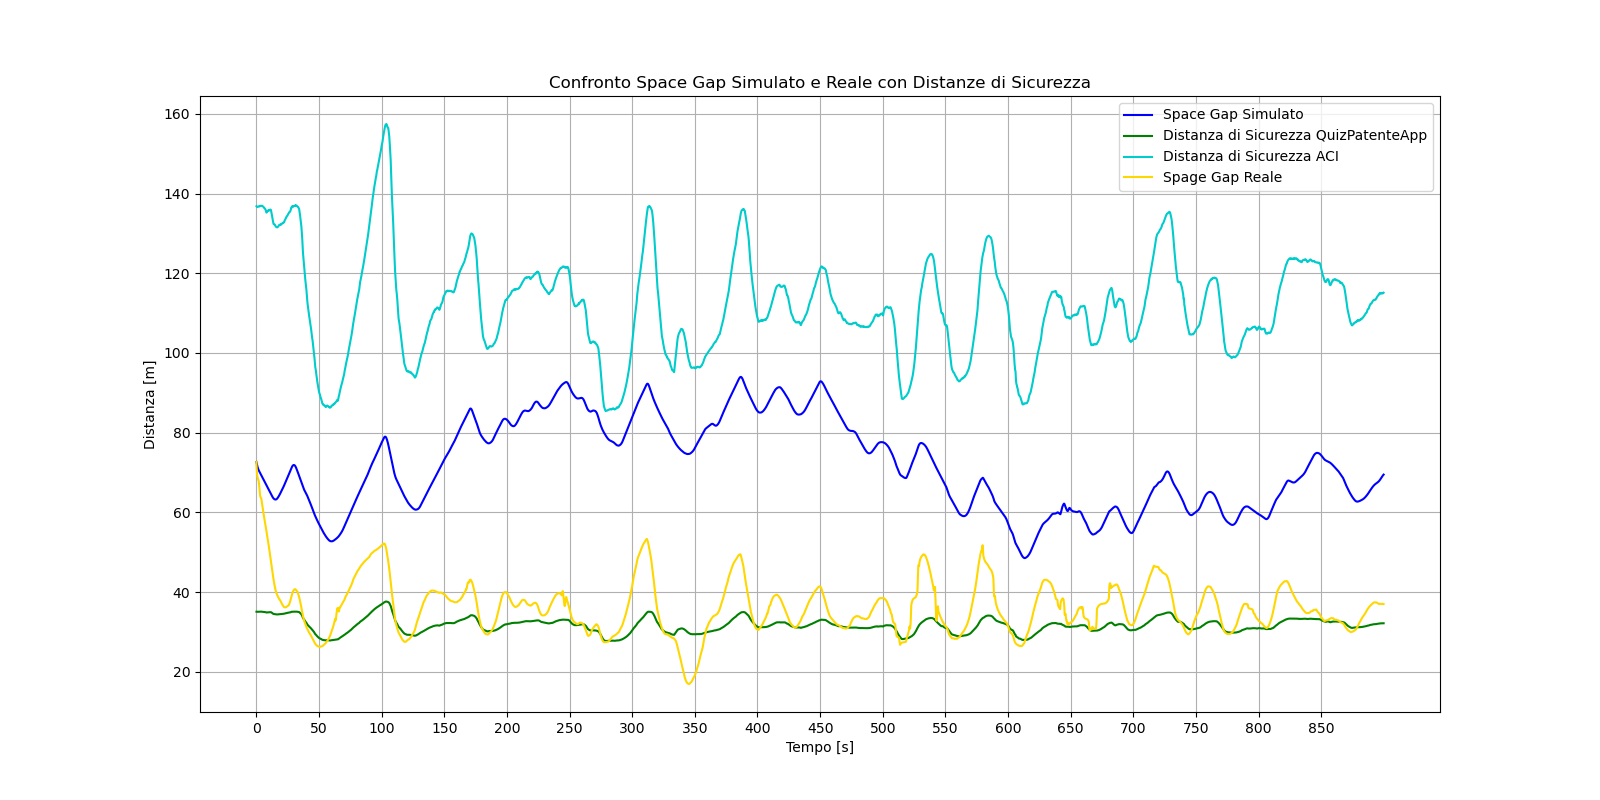 Confronto Space Gap Simulato e Reale con Distanze di Sicurezza
Space Gap Simulato
Distanza di Sicurezza QuizPatenteApp
Distanza di Sicurezza ACI
Spage Gap Reale
Distanza [m]
160
140
120
100
80
60
40
20
0 50 100 150 200 250 300 350 400 450 500 550 600 650 700 750 800 850
Tempo [s]